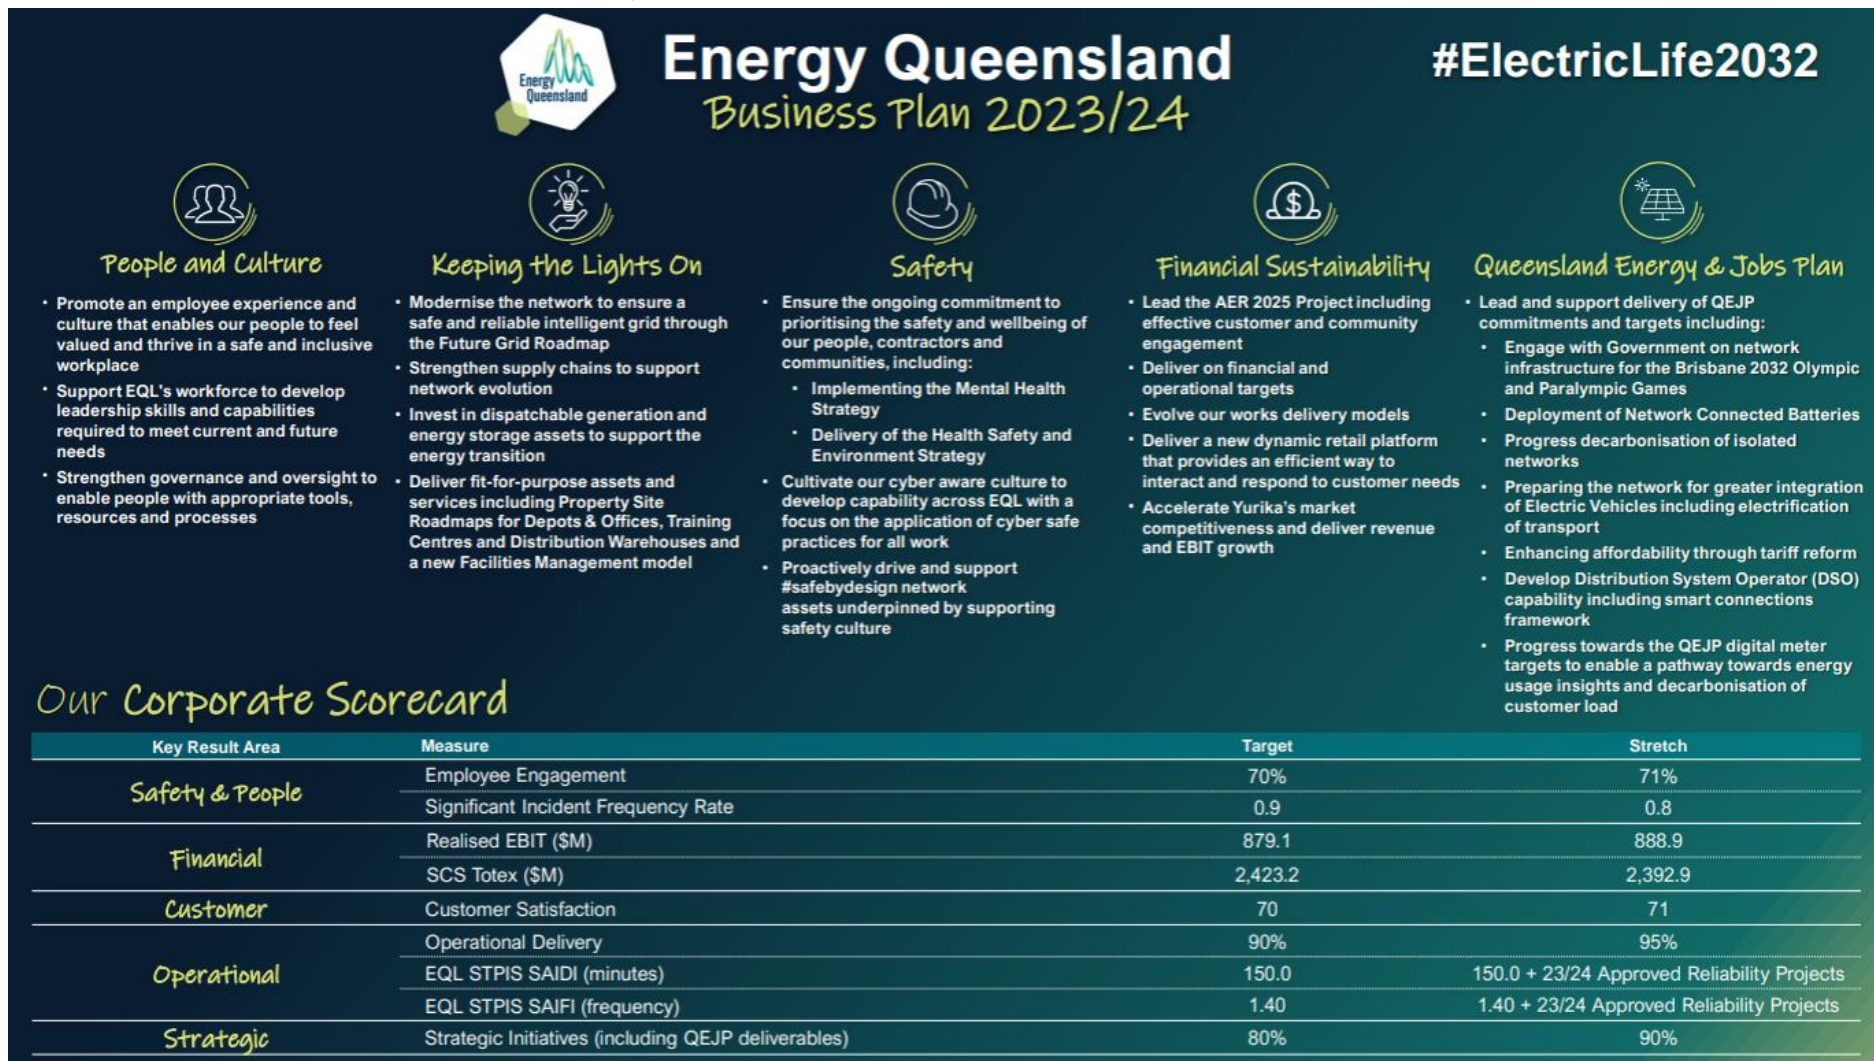 Energy
Queensland
Energy Queensland
Business Plan 2023/24
#ElectricLife2032
People and Culture
• Promote an employee experience and
culture that enables our people to feel
valued and thrive in a safe and inclusive
workplace
• Support EQL's workforce to develop
leadership skills and capabilities
required to meet current and future
needs
• Strengthen governance and oversight to
enable people with appropriate tools,
resources and processes
Keeping the Lights On
• Modernise the network to ensure a
safe and reliable intelligent grid through
the Future Grid Roadmap
• Strengthen supply chains to support
network evolution
• Invest in dispatchable generation and
energy storage assets to support the
energy transition
• Deliver fit-for-purpose assets and
services including Property Site
Roadmaps for Depots & Offices, Training
Centres and Distribution Warehouses and
a new Facilities Management model
Safety
• Ensure the ongoing commitment to
prioritising the safety and wellbeing of
our people, contractors and
communities, including:
• Implementing the Mental Health
Strategy
• Delivery of the Health Safety and
Environment Strategy
• Cultivate our cyber aware culture to
develop capability across EQL with a
focus on the application of cyber safe
practices for all work
• Proactively drive and support
#safebydesign network
assets underpinned by supporting
safety culture
$
Financial Sustainability
• Lead the AER 2025 Project including
effective customer and community
engagement
• Deliver on financial and
operational targets
• Evolve our works delivery models
• Deliver a new dynamic retail platform
that provides an efficient way to
interact and respond to customer needs
• Accelerate Yurika's market
competitiveness and deliver revenue
and EBIT growth
Queensland Energy & Jobs Plan
• Lead and support delivery of QEJP
commitments and targets including:
• Engage with Government on network
infrastructure for the Brisbane 2032 Olympic
and Paralympic Games
• Deployment of Network Connected Batteries
• Progress decarbonisation of isolated
networks
• Preparing the network for greater integration
of Electric Vehicles including electrification
of transport
• Enhancing affordability through tariff reform
• Develop Distribution System Operator (DSO)
capability including smart connections
framework
• Progress towards the QEJP digital meter
targets to enable a pathway towards energy
usage insights and decarbonisation of
customer load
Our Corporate Scorecard
Key Result Area Measure Target Stretch
Safety & People
Employee Engagement 70% 71%
Significant Incident Frequency Rate 0.9 0.8
Financial
Realised EBIT ($M) 879.1 888.9
SCS Totex ($M) 2,423.2 2,392.9
Customer Customer Satisfaction 70 71
Operational
Operational Delivery 90% 95%
EQL STPIS SAIDI (minutes) 150.0 150.0 + 23/24 Approved Reliability Projects
EQL STPIS SAIFI (frequency) 1.40 1.40 + 23/24 Approved Reliability Projects
Strategic Strategic Initiatives (including QEJP deliverables) 80% 90%